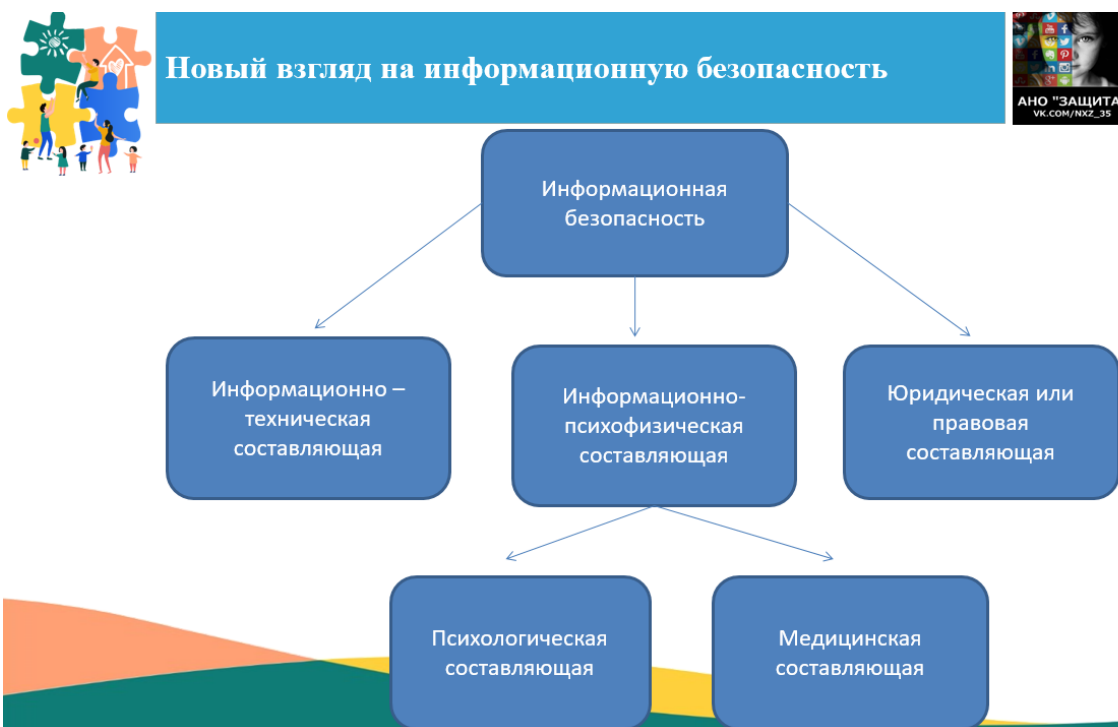 Новый взгляд на информационную безопасность
АНО "ЗАЩИТА
VK.COM/NXZ_35
Информационная
безопасность
Информационно –
техническая
составляющая
Информационно-
психофизическая
составляющая
Юридическая или
правовая
составляющая
Психологическая
составляющая
Медицинская
составляющая